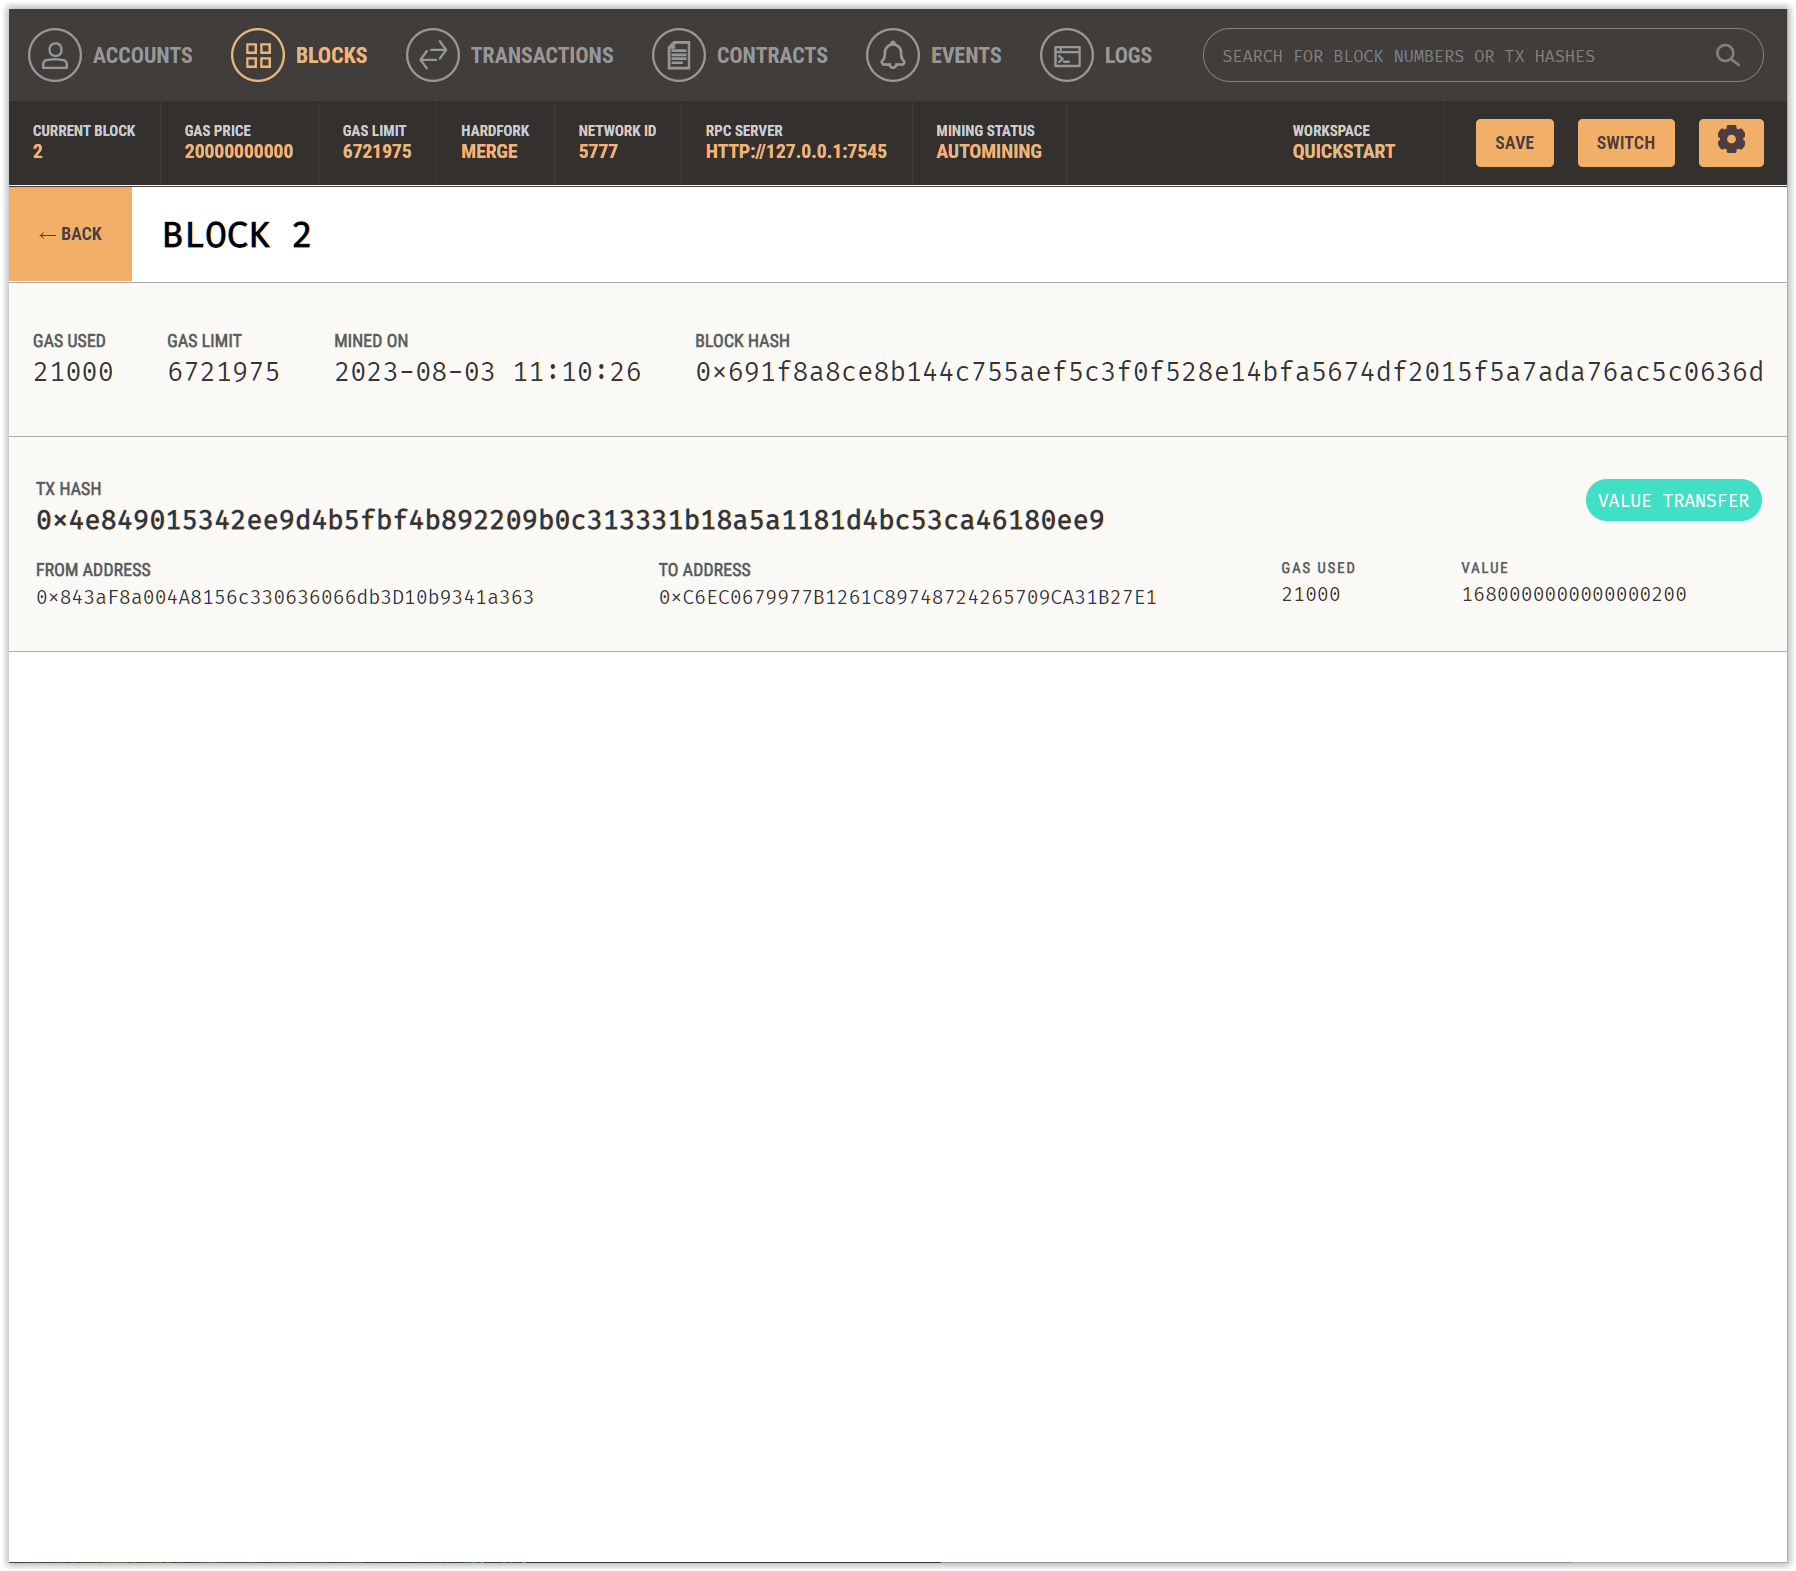 ACCOUNTS BLOCKS TRANSACTIONS CONTRACTS EVENTS LOGS SEARCH FOR BLOCK NUMBERS OR TX HASHES
CURRENT BLOCK GAS PRICE GAS LIMIT HARDFORK NETWORK ID RPC SERVER MINING STATUS WORKSPACE
2 20000000000 6721975 MERGE 5777 HTTP://127.0.0.1:7545 AUTOMINING QUICKSTART SAVE SWITCH
← BACK BLOCK 2
GAS USED GAS LIMIT MINED ON BLOCK HASH
21000 6721975 2023-08-03 11:10:26 0×691f8a8ce8b144c755aef5c3f0f528e14bfa5674df2015f5a7ada76ac5c0636d
TX HASH
0×4e849015342ee9d4b5fbf4b892209b0c313331b18a5a1181d4bc53ca46180ee9 VALUE TRANSFER
FROM ADDRESS TO ADDRESS GAS USED VALUE
0×843aF8a004A8156c330636066db3D10b9341a363 0×C6EC0679977B1261C89748724265709CA31B27E1 21000 1680000000000000200